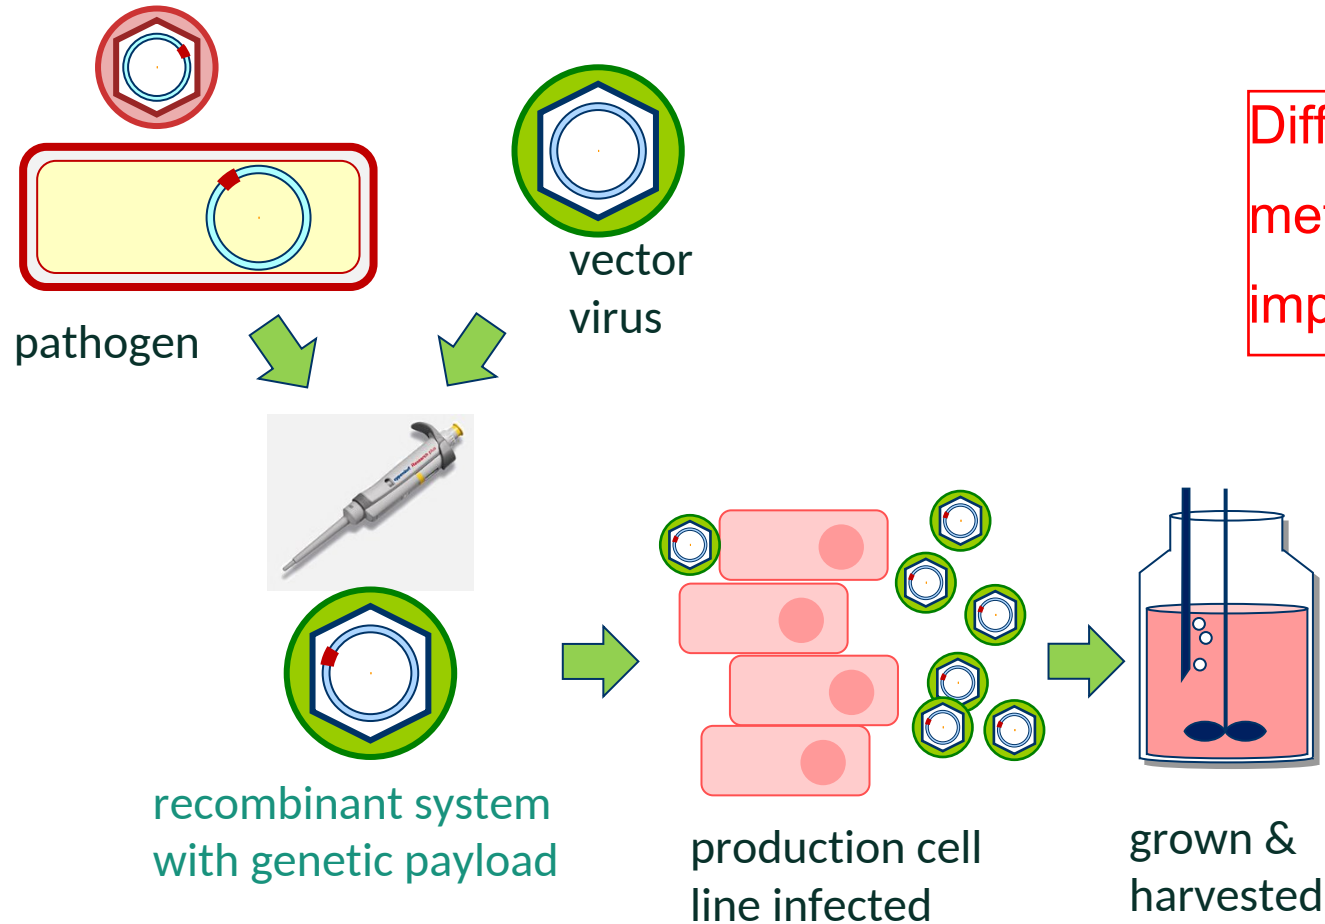 pathogen
vector
virus
recombinant system
with genetic payload
production cell
line infected
grown &
harvested